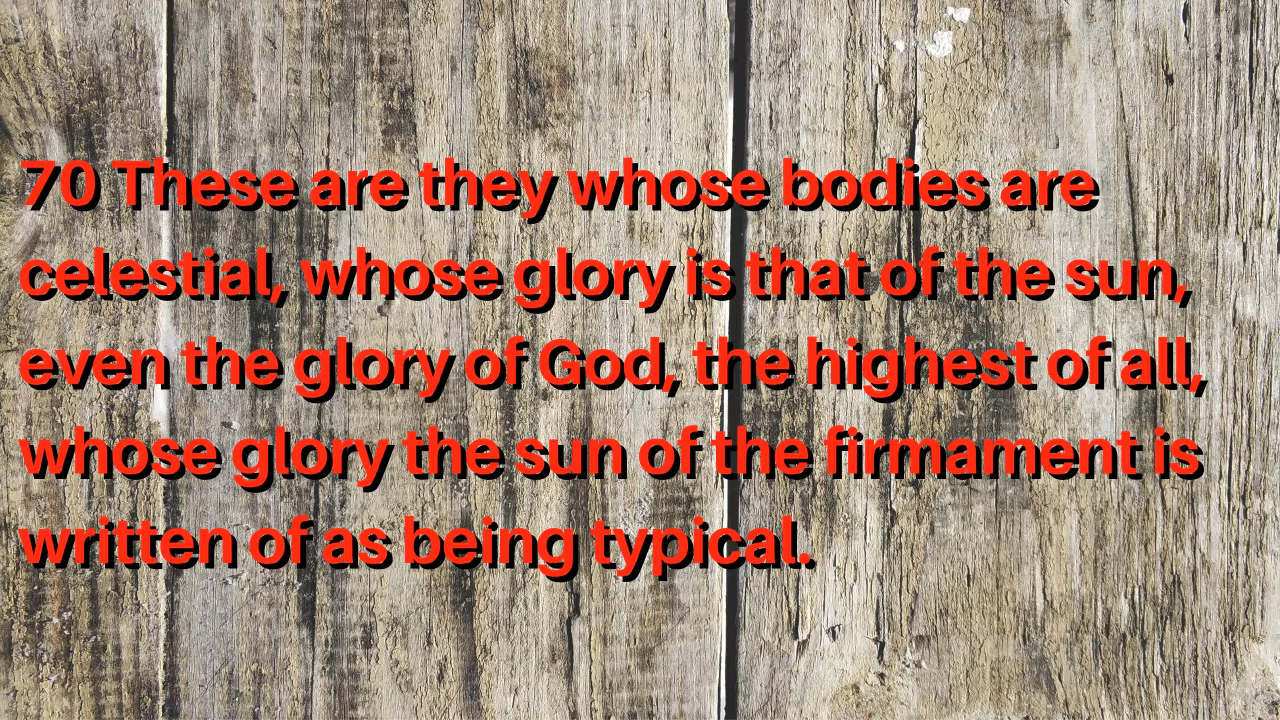 70 These are they whose bodies are
celestial, whose glory is that of the sun,
even the glory of God, the highest of all,
whose glory the sun of the firmament is
written of as being typical.